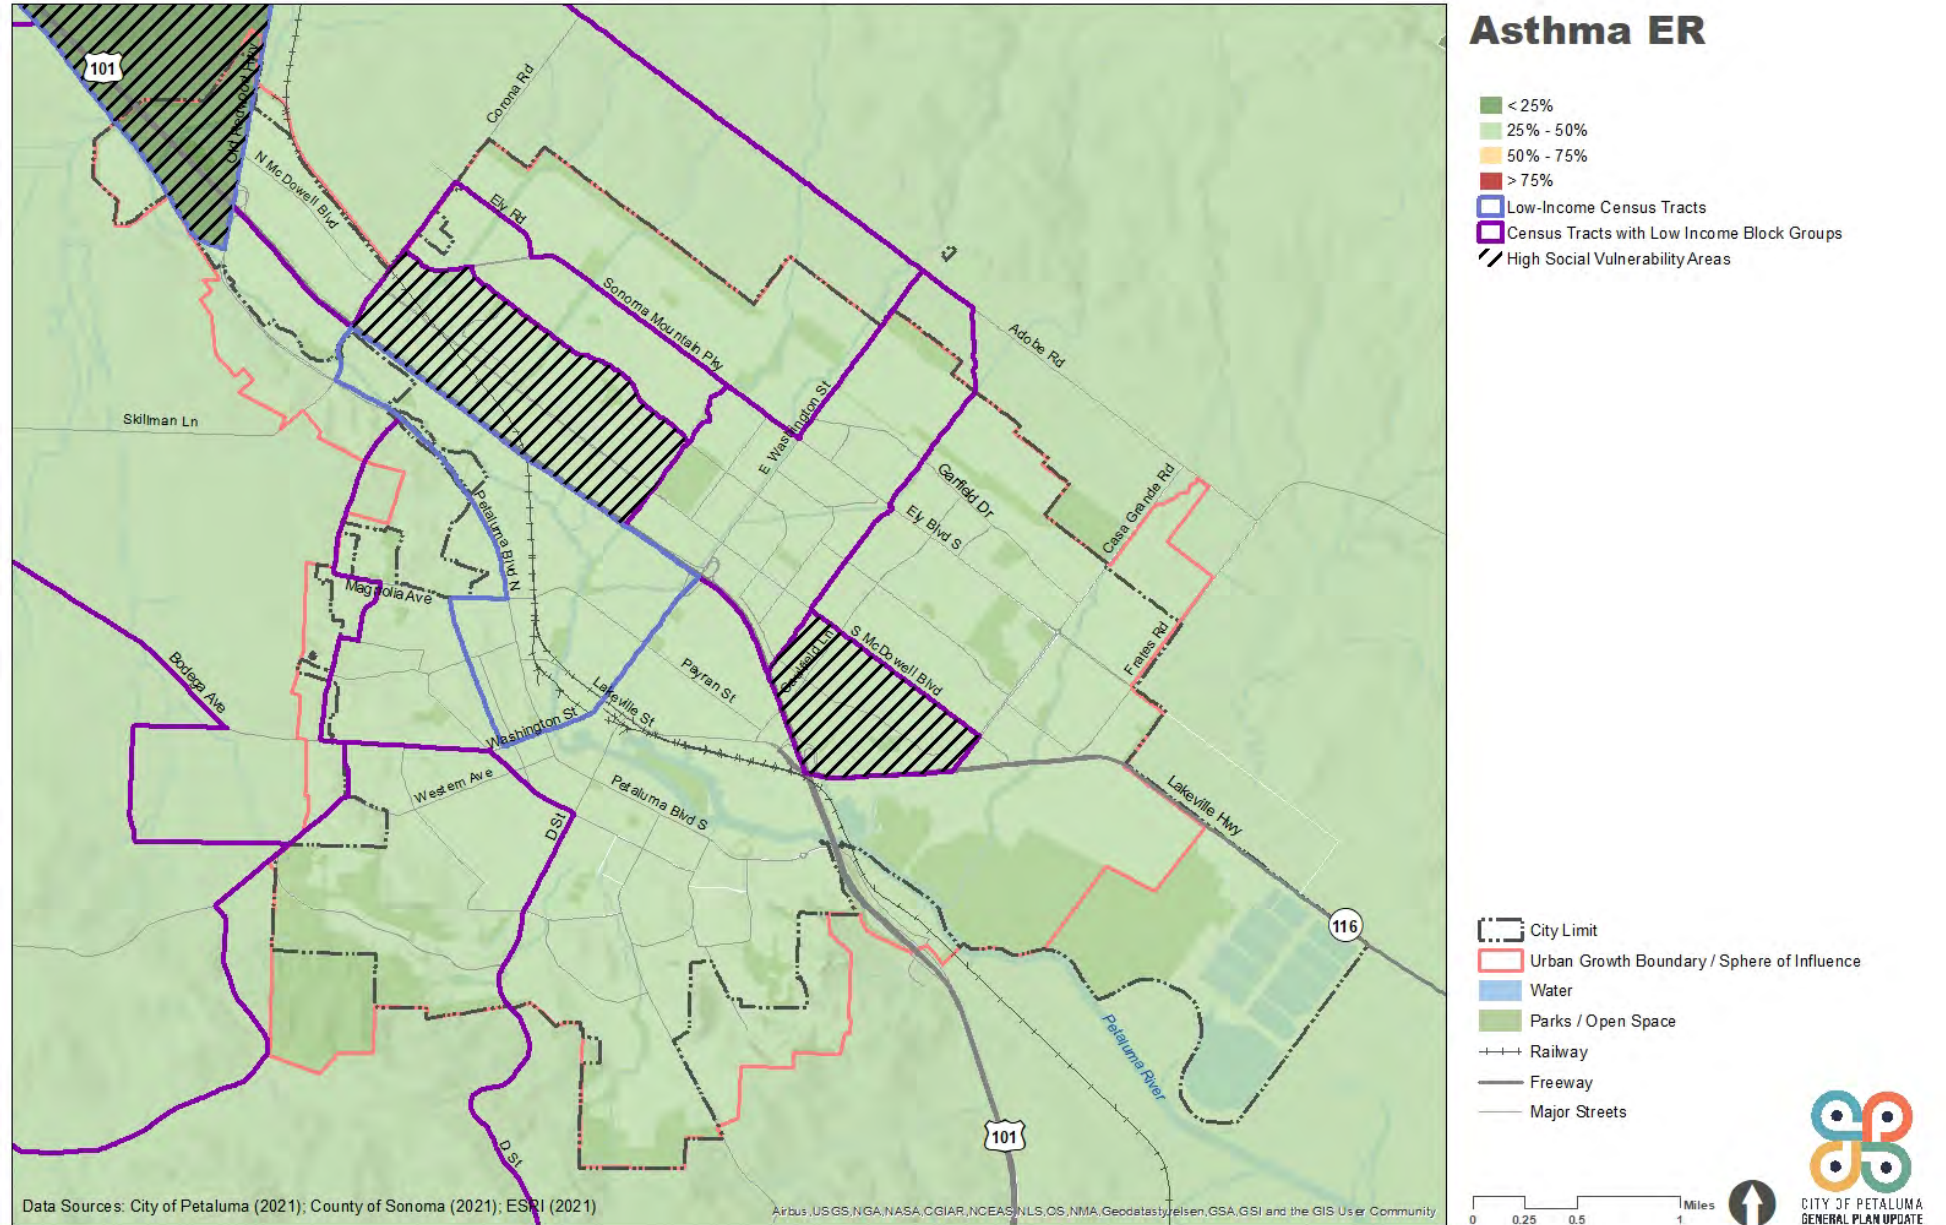 Asthma ER
< 25%
25% - 50%
50% - 75%
> 75%
Low-Income Census Tracts
Census Tracts with Low Income Block Groups
High Social Vulnerability Areas
101
Old Redwood Hwy
N McDowell Blvd
Corona Rd
Ely Rd
Sonoma Mountain Pky
Adobe Rd
Skillman Ln
E Washington St
Garfield Dr
Ely Blvd S
Casa Grande Rd
Petaluma Blvd N
Magnolia Ave
Frates Rd
Caulfield Ln
S McDowell Blvd
Payran St
Bodega Ave
Lakeville St
Washington St
Western Ave
Petaluma Blvd S
D St
Lakeville Hwy
116
Petaluma River
101
D St
City Limit
Urban Growth Boundary / Sphere of Influence
Water
Parks / Open Space
Railway
Freeway
Major Streets
Data Sources: City of Petaluma (2021); County of Sonoma (2021); ESRI (2021)
Airbus,USGS,NGA,NASA,CGIAR,NCEAS,NLS,OS,NMA,Geodatastyrelsen,GSA,GSI and the GIS User Community
0 0.25 0.5 1 Miles
CITY OF PETALUMA
GENERAL PLAN UPDATE